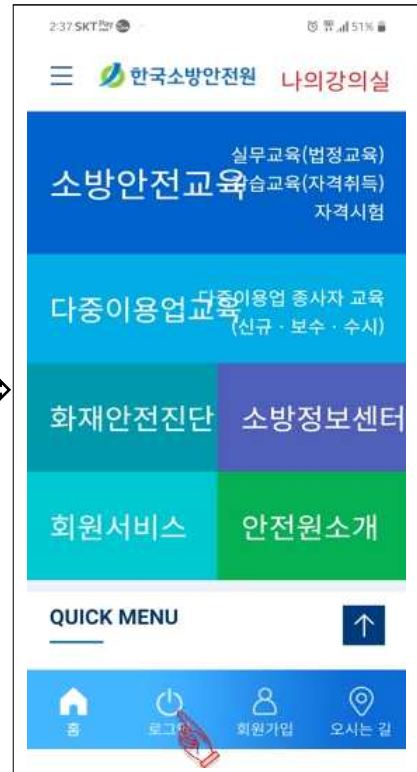 2:37 SKT 51%
한국소방안전원 나의강의실
소방안전교육
실무교육(법정교육)
강습교육(자격취득)
자격시험
다중이용업교육
다중이용업 종사자 교육
(신규 · 보수 · 수시)
화재안전진단 소방정보센터
회원서비스 안전원소개
QUICK MENU
홈 로그인 회원가입 오시는 길